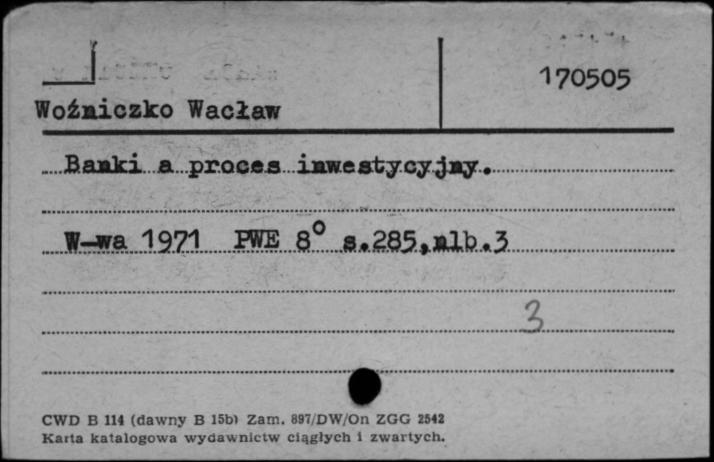 170505
Woźniczko Wacław
Banki a proces inwestycyjny.
W-wa 1971 PWE 8° s.285,nlb.3
3
CWD B 114 (dawny B 15b) Zam. 897/DW/On ZGG 2542
Karta katalogowa wydawnictw ciągłych i zwartych.